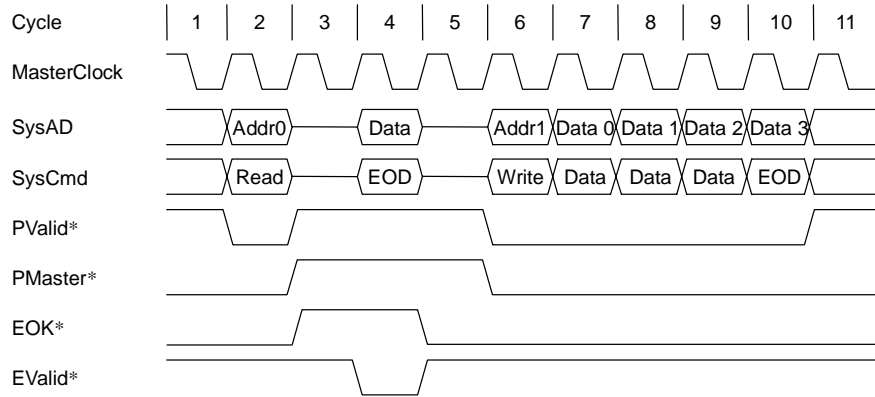 Cycle 1 2 3 4 5 6 7 8 9 10 11
MasterClock
SysAD Addr0 Data Addr1 Data 0 Data 1 Data 2 Data 3
SysCmd Read EOD Write Data Data Data EOD
PValid*
PMaster*
EOK*
EValid*